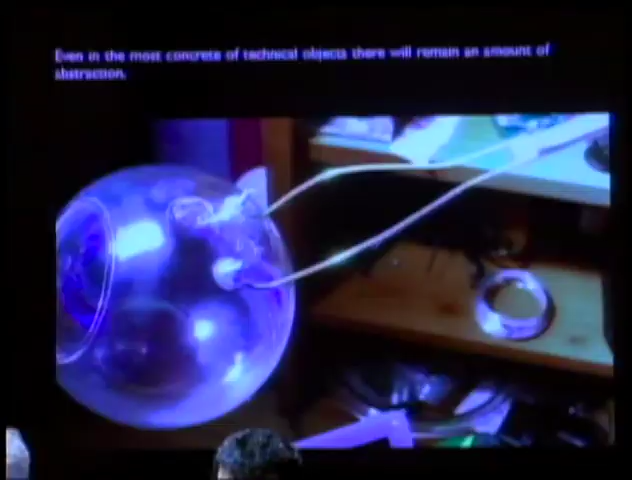 Even in the most concrete of technical objects there will remain an amount of
abstraction.